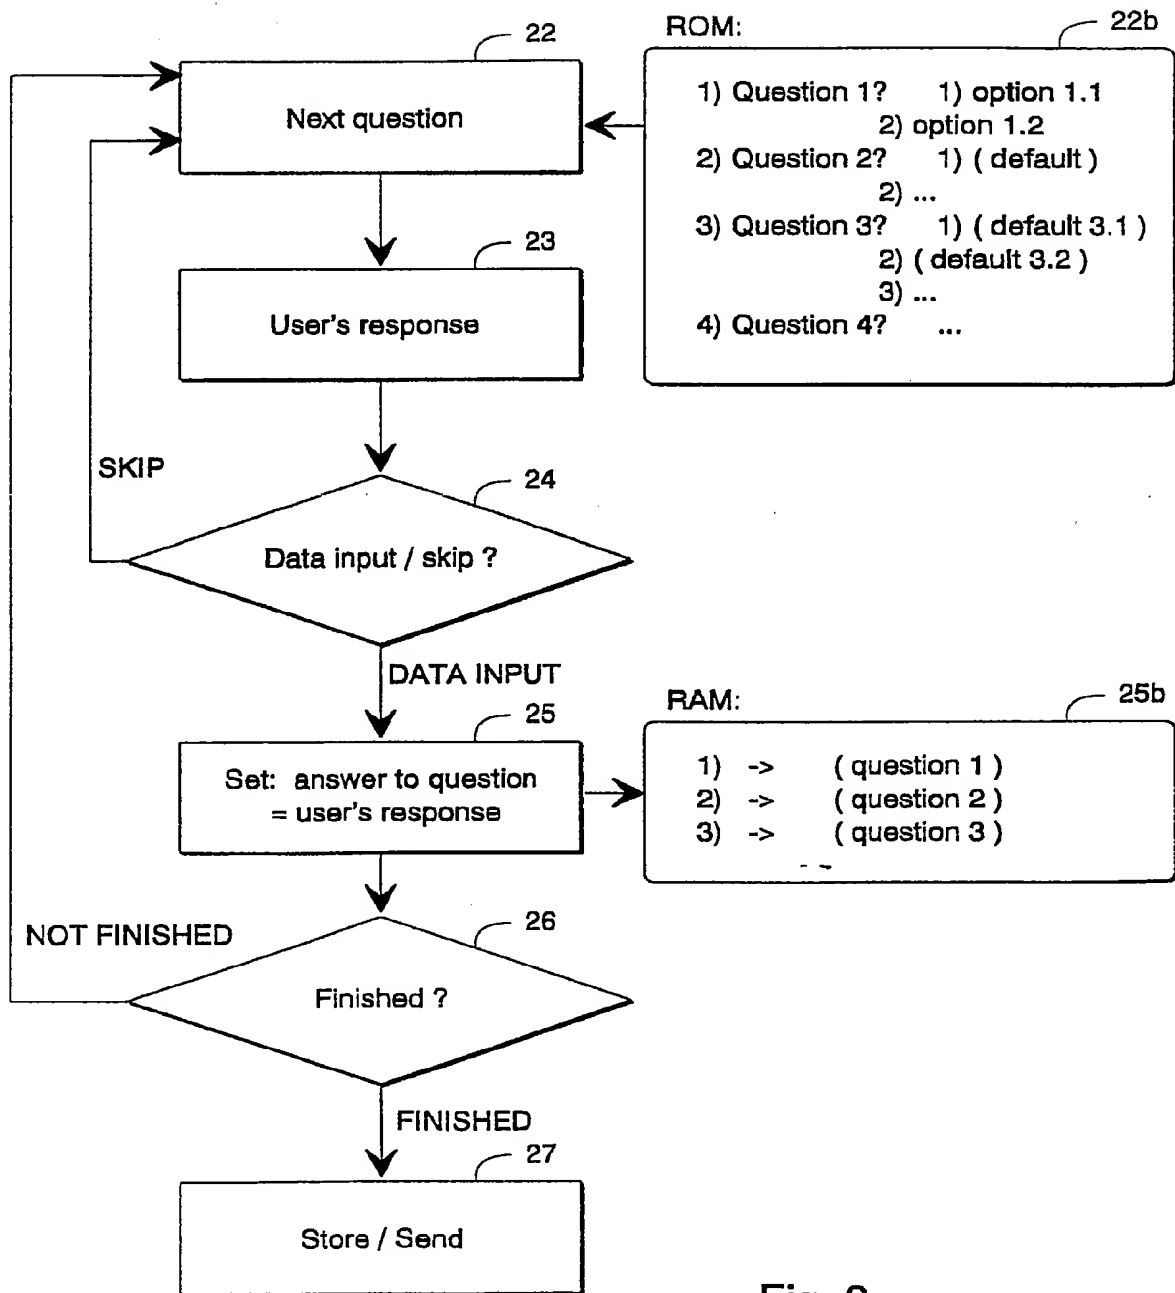 22
Next question
ROM:
22b
1) Question 1? 1) option 1.1
2) option 1.2
2) Question 2? 1) ( default )
2) ...
3) Question 3? 1) ( default 3.1 )
2) ( default 3.2 )
3) ...
4) Question 4? ...
23
User's response
SKIP
24
Data input / skip ?
DATA INPUT
25
Set: answer to question
= user's response
RAM:
25b
1) -> ( question 1 )
2) -> ( question 2 )
3) -> ( question 3 )
NOT FINISHED
26
Finished ?
FINISHED
27
Store / Send
Fig.